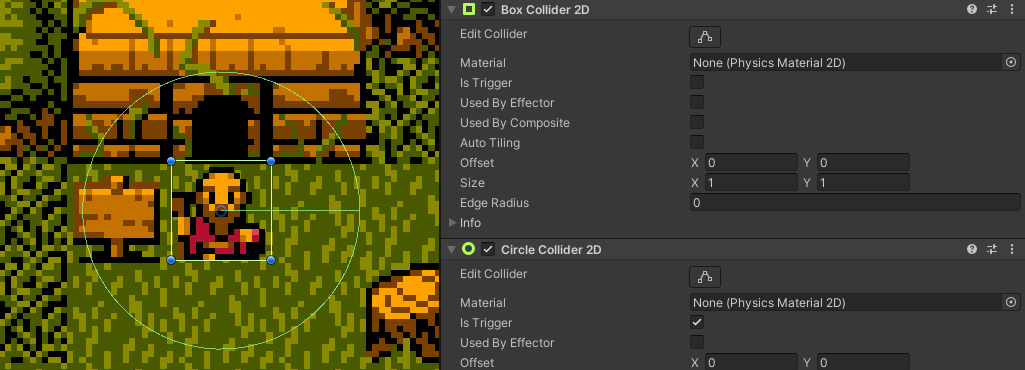 Box Collider 2D
Edit Collider
Material None (Physics Material 2D)
Is Trigger
Used By Effector
Used By Composite
Auto Tiling
Offset X 0 Y 0
Size X 1 Y 1
Edge Radius 0
Info
Circle Collider 2D
Edit Collider
Material None (Physics Material 2D)
Is Trigger
Used By Effector
Offset X 0 Y 0